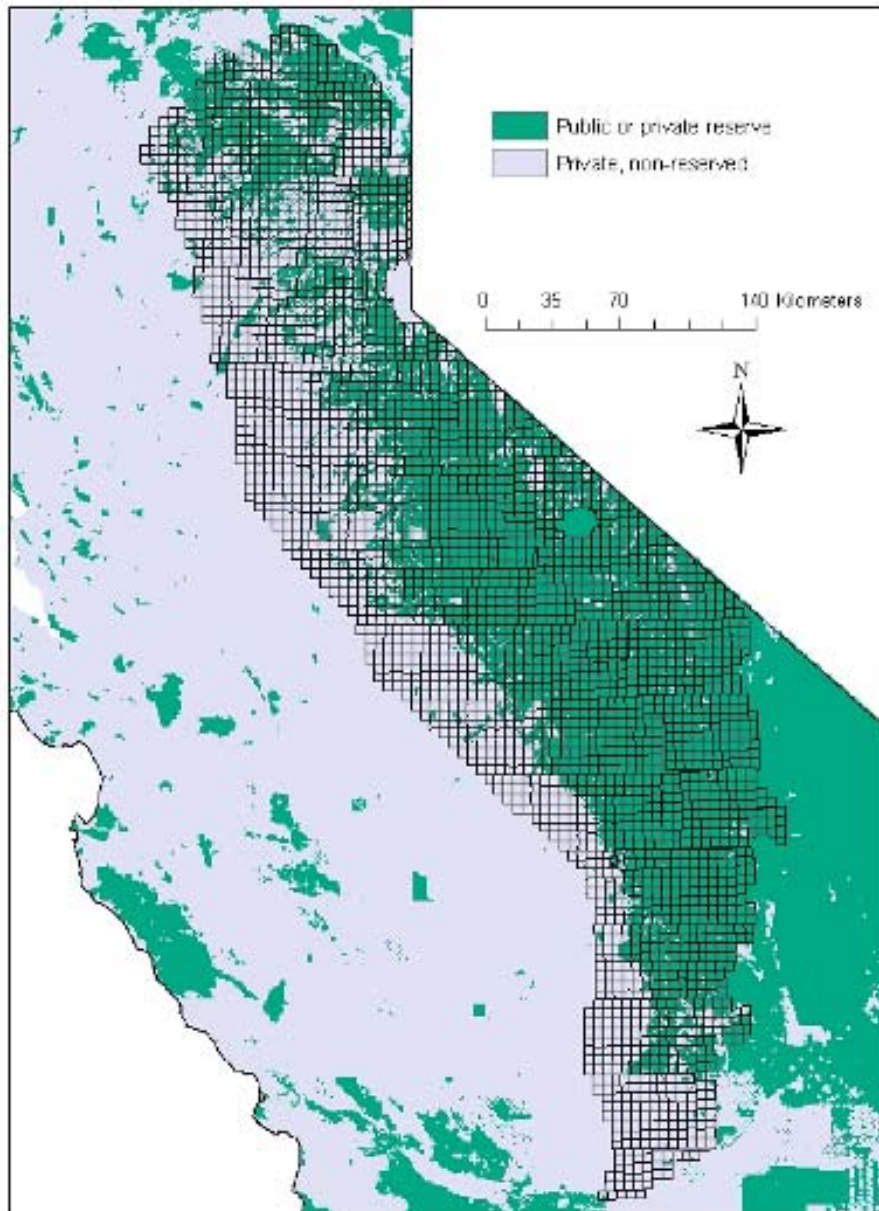 Public or private reserve
Private, non-reserved
0 35 70 140 Kilometers
N